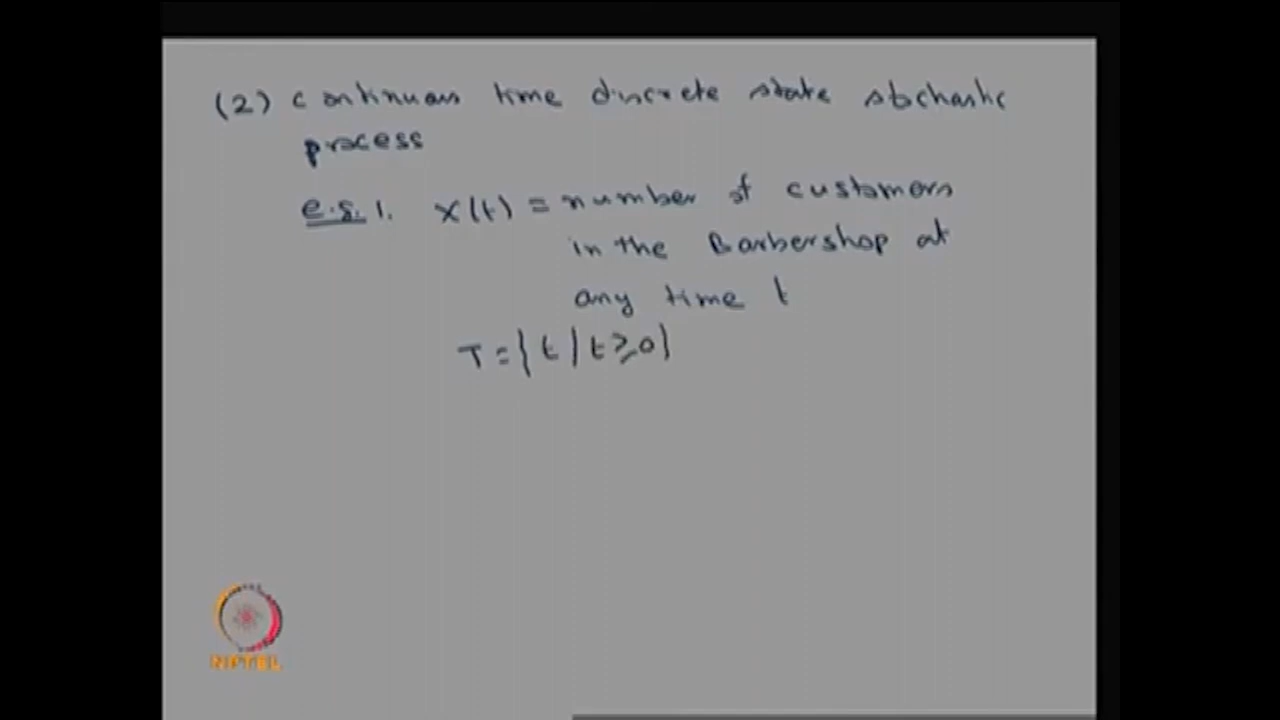 (2) continuous time discrete state stochastic
process
e.g. 1. X(t) = number of customers
in the Barbershop at
any time t
T = {t | t ≥ 0}
NPTEL